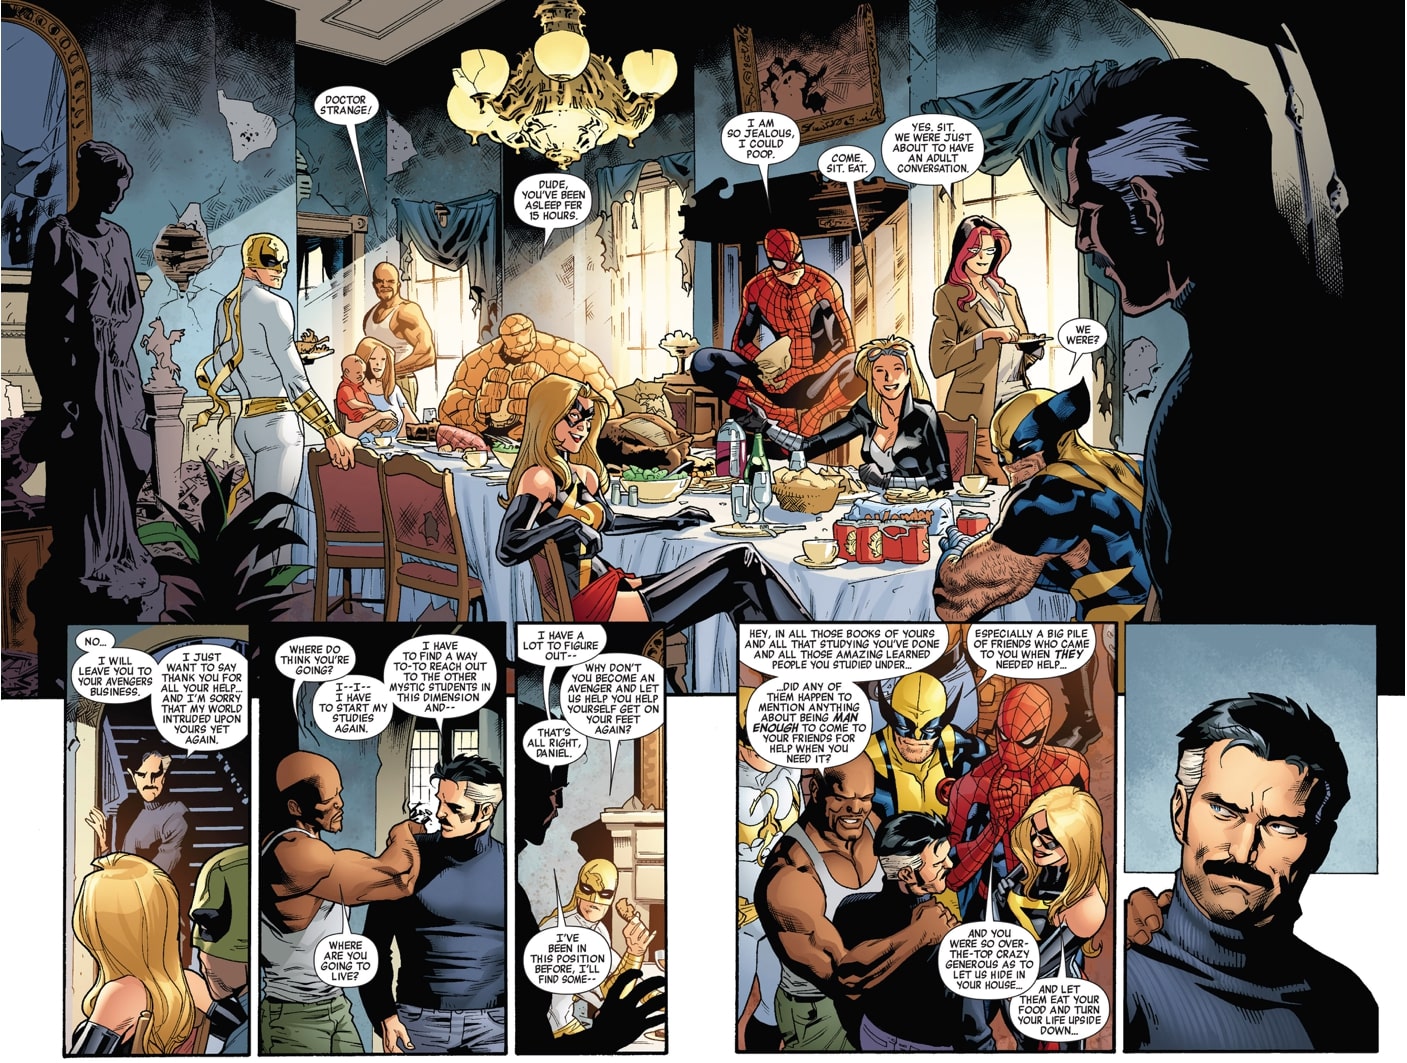 DOCTOR
STRANGE!
DUDE,
YOU'VE BEEN
ASLEEP FER
15 HOURS.
I AM
SO JEALOUS,
I COULD
POOP.
COME.
SIT. EAT.
YES. SIT.
WE WERE JUST
ABOUT TO HAVE
AN ADULT
CONVERSATION.
WE
WERE?
NO...
I WILL
LEAVE YOU TO
YOUR AVENGERS
BUSINESS.
I JUST
WANT TO SAY
THANK YOU FOR
ALL YOUR HELP...
AND I'M SORRY
THAT MY WORLD
INTRUDED UPON
YOURS YET
AGAIN.
WHERE DO
THINK YOU'RE
GOING?
I--I--
I HAVE
TO START MY
STUDIES
AGAIN.
I HAVE
TO FIND A WAY
TO-TO REACH OUT
TO THE OTHER
MYSTIC STUDENTS IN
THIS DIMENSION
AND--
WHERE
ARE YOU
GOING TO
LIVE?
I HAVE A
LOT TO FIGURE
OUT--
WHY DON'T
YOU BECOME AN
AVENGER AND LET
US HELP YOU HELP
YOURSELF GET ON
YOUR FEET
AGAIN?
THAT'S
ALL RIGHT,
DANIEL.
I'VE
BEEN IN
THIS POSITION
BEFORE, I'LL
FIND SOME--
HEY, IN ALL THOSE BOOKS OF YOURS
AND ALL THAT STUDYING YOU'VE DONE
AND ALL THOSE AMAZING LEARNED
PEOPLE YOU STUDIED UNDER...
...DID ANY OF
THEM HAPPEN TO
MENTION ANYTHING
ABOUT BEING MAN
ENOUGH TO COME TO
YOUR FRIENDS FOR
HELP WHEN YOU
NEED IT?
ESPECIALLY A BIG PILE
OF FRIENDS WHO CAME
TO YOU WHEN THEY
NEEDED HELP...
AND YOU
WERE SO OVER-
THE-TOP CRAZY
GENEROUS AS TO
LET US HIDE IN
YOUR HOUSE...
AND LET
THEM EAT YOUR
FOOD AND TURN
YOUR LIFE UPSIDE
DOWN...